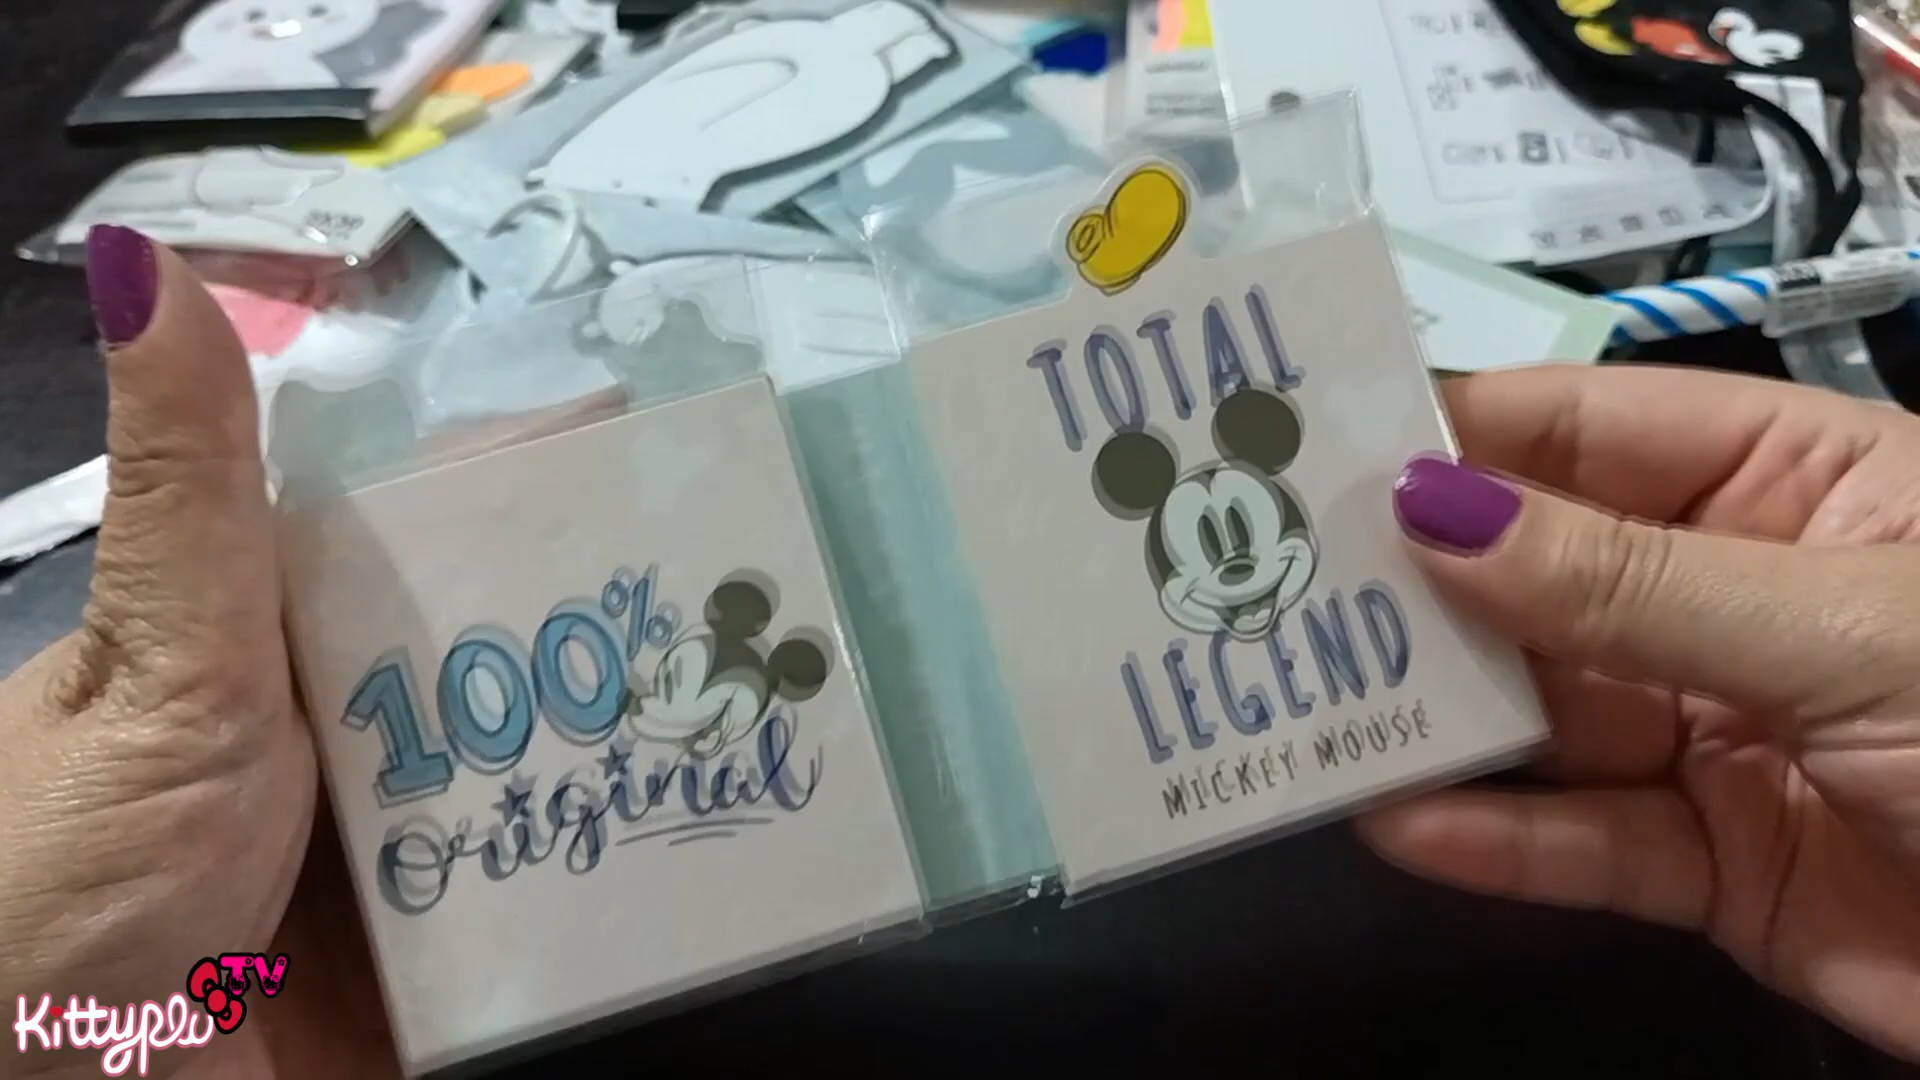 TOTAL
LEGEND
MICKEY MOUSE
100%
Original
KittyPlu TV